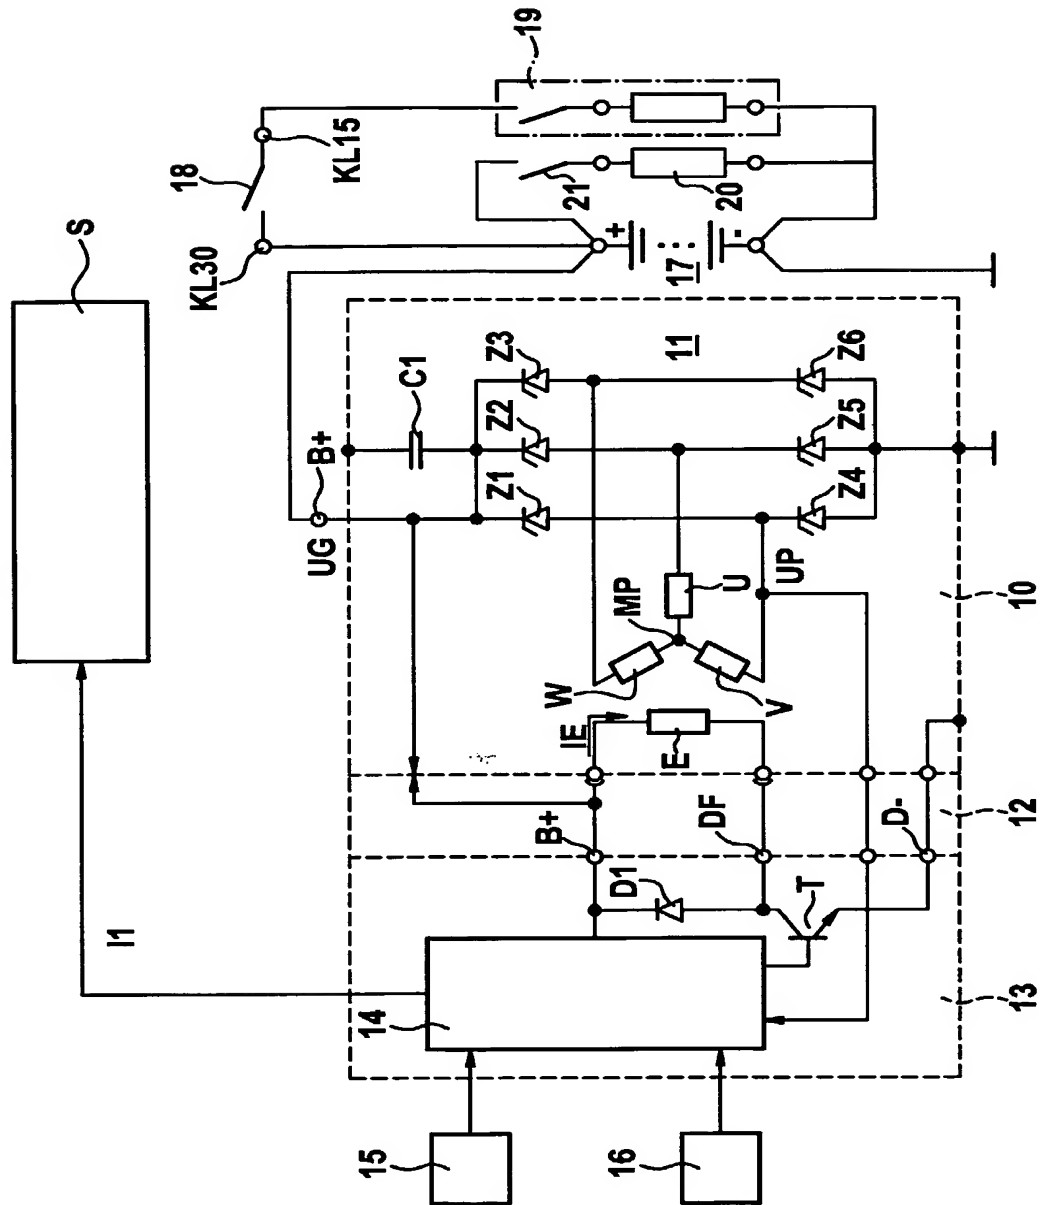 S
I1
18
KL30
KL15
19
21
20
17
+
-
UG
B+
B+
C1
Z1
Z2
Z3
11
Z4
Z5
Z6
UP
MP
U
V
W
IE
E
10
B+
DF
D-
12
D1
T
14
13
15
16